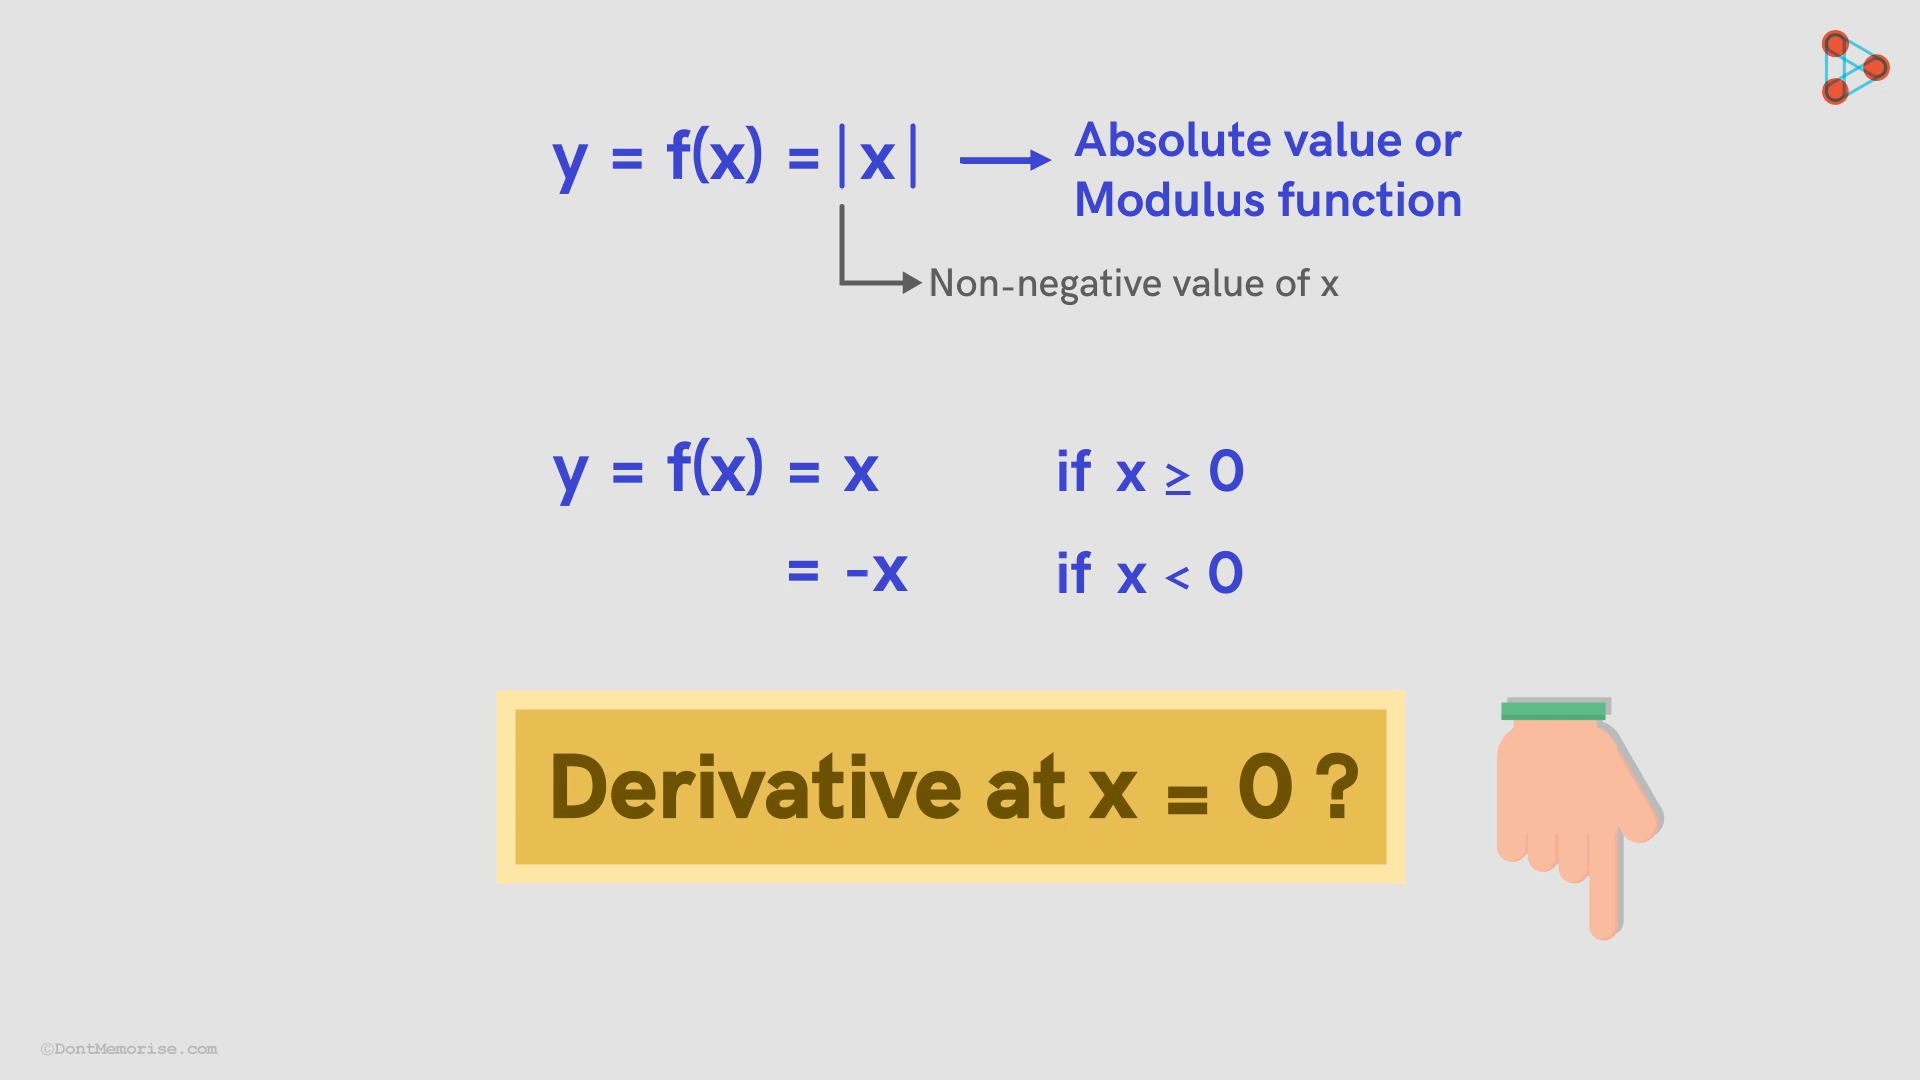 y = f(x) = |x| → Absolute value or
Modulus function
Non-negative value of x
y = f(x) = x if x ≥ 0
= -x if x < 0
Derivative at x = 0 ?
©DontMemorise.com